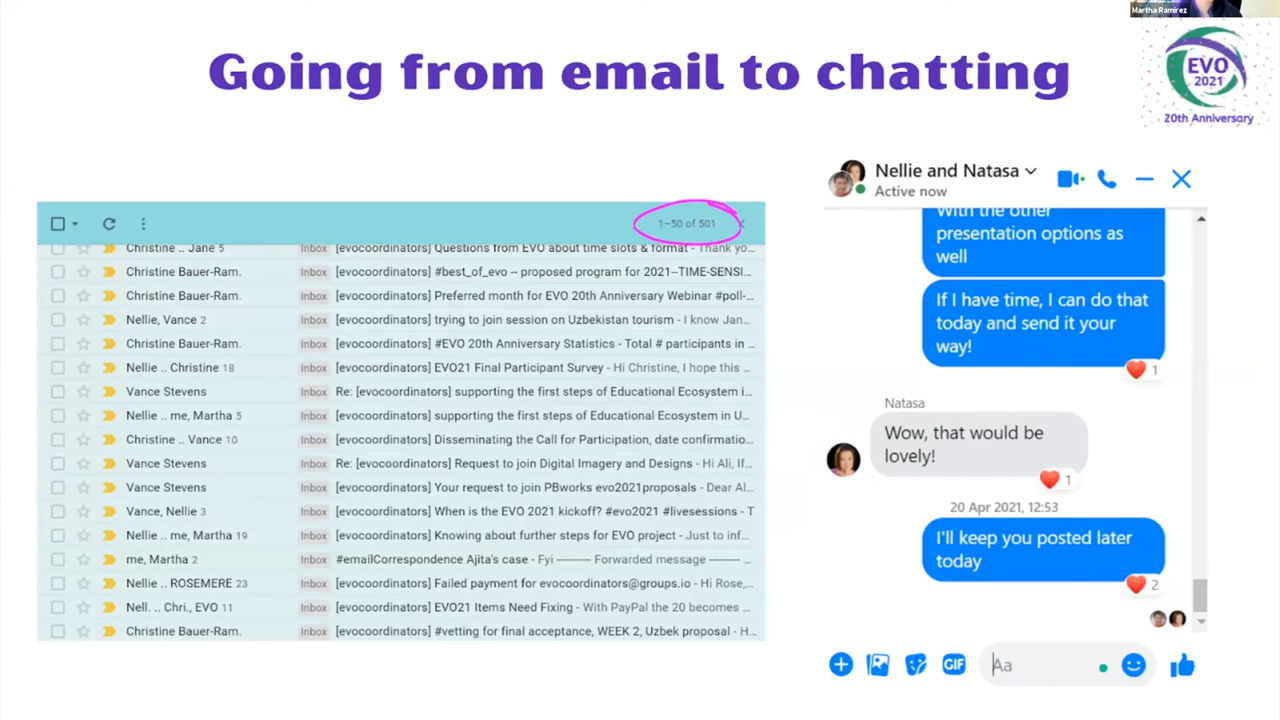 Martha Ramirez
Going from email to chatting
EVO
2021
20th Anniversary
1–50 of 501
Christine .. Jane 5 Inbox [evocoordinators] Questions from EVO about time slots & format - Thank yo...
Christine Bauer-Ram. Inbox [evocoordinators] #best_of_evo -- proposed program for 2021--TIME-SENSI...
Christine Bauer-Ram. Inbox [evocoordinators] Preferred month for EVO 20th Anniversary Webinar #poll-...
Nellie, Vance 2 Inbox [evocoordinators] trying to join session on Uzbekistan tourism - I know Jan...
Christine Bauer-Ram. Inbox [evocoordinators] #EVO 20th Anniversary Statistics - Total # participants in ...
Nellie .. Christine 18 Inbox [evocoordinators] EVO21 Final Participant Survey - Hi Christine, I hope this ...
Vance Stevens Inbox Re: [evocoordinators] supporting the first steps of Educational Ecosystem i...
Nellie .. me, Martha 5 Inbox [evocoordinators] supporting the first steps of Educational Ecosystem in U...
Christine .. Vance 10 Inbox [evocoordinators] Disseminating the Call for Participation, date confirmatio...
Vance Stevens Inbox Re: [evocoordinators] Request to join Digital Imagery and Designs - Hi Ali, If...
Vance Stevens Inbox [evocoordinators] Your request to join PBworks evo2021proposals - Dear Al...
Vance, Nellie 3 Inbox [evocoordinators] When is the EVO 2021 kickoff? #evo2021 #livesessions - T
Nellie .. me, Martha 19 Inbox [evocoordinators] Knowing about further steps for EVO project - Just to inf...
me, Martha 2 Inbox #emailCorrespondence Ajita's case - Fyi ---------- Forwarded message --------- ...
Nellie .. ROSEMERE 23 Inbox [evocoordinators] Failed payment for evocoordinators@groups.io - Hi Rose,...
Nell. .. Chri., EVO 11 Inbox [evocoordinators] EVO21 Items Need Fixing - With PayPal the 20 becomes ...
Christine Bauer-Ram. Inbox [evocoordinators] #vetting for final acceptance, WEEK 2, Uzbek proposal - H...
Nellie and Natasa
Active now
With the other
presentation options as
well
If I have time, I can do that
today and send it your
way!
1
Natasa
Wow, that would be
lovely!
1
20 Apr 2021, 12:53
I'll keep you posted later
today
2
GIF
Aa